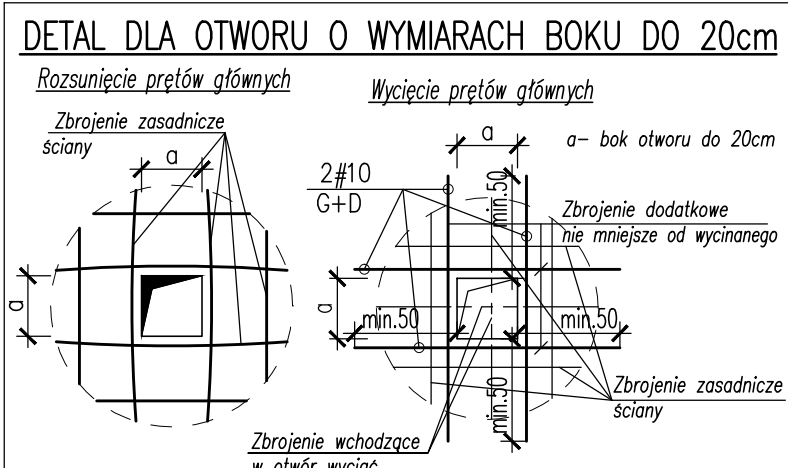 DETAL DLA OTWORU O WYMIARACH BOKU DO 20cm
Rozsunięcie prętów głównych
Zbrojenie zasadnicze
ściany
a
a
Wycięcie prętów głównych
a
a- bok otworu do 20cm
2#10
G+D
min.50
Zbrojenie dodatkowe
nie mniejsze od wycinanego
a
min.50
min.50
min.50
Zbrojenie zasadnicze
ściany
Zbrojenie wchodzące
w otwór wyciąć